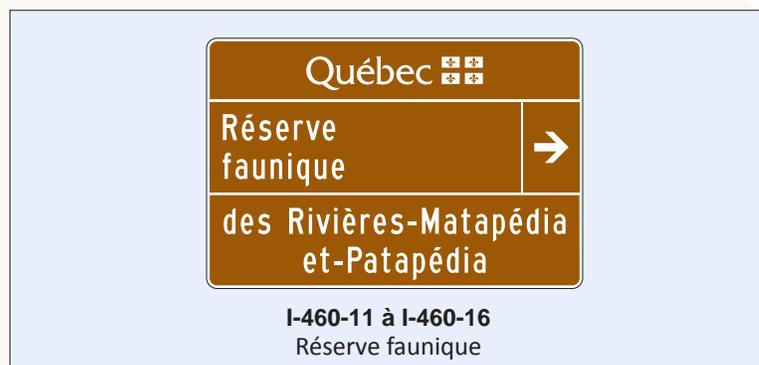 Québec
Réserve
faunique
des Rivières-Matapédia
et-Patapédia
I-460-11 à I-460-16
Réserve faunique